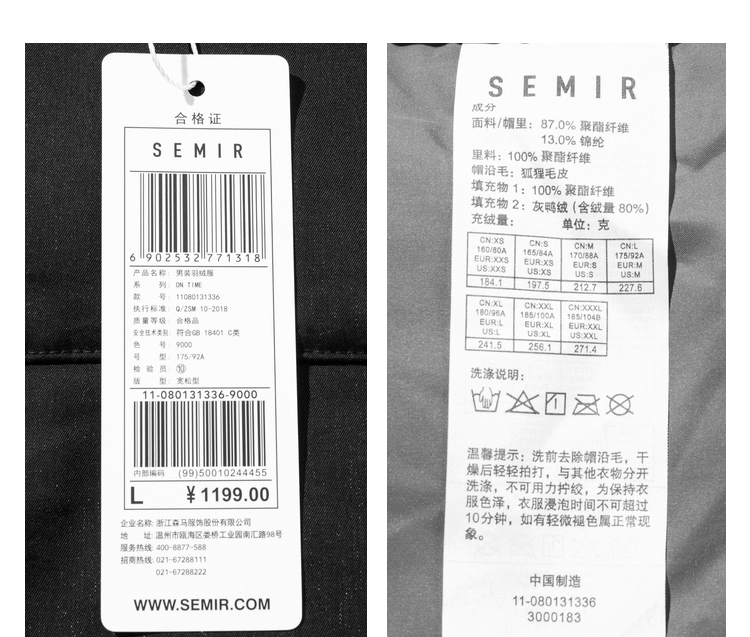 合格证
SEMIR
6 902532 771318
产品名称: 男装羽绒服
系 列: ON TIME
款 号: 11080131336
执行标准: Q/ZSM 10-2018
质量等级: 合格品
安全技术类别: 符合GB 18401 C类
色 号: 9000
号 型: 175/92A
检 验 员: ⑩
版 型: 宽松型
11-080131336-9000
内部编码 (99)50010244455
L ¥1199.00
企业名称: 浙江森马服饰股份有限公司
地 址: 温州市瓯海区娄桥工业园南汇路98号
服务热线: 400-8877-588
招商热线: 021-67288111
021-67288222
WWW.SEMIR.COM
SEMIR
成分
面料/帽里: 87.0% 聚酯纤维
13.0% 锦纶
里料: 100% 聚酯纤维
帽沿毛: 狐狸毛皮
填充物 1: 100% 聚酯纤维
填充物 2: 灰鸭绒 (含绒量 80%)
充绒量: 单位: 克
CN:XS CN:S CN:M CN:L
160/80A 165/84A 170/88A 175/92A
EUR:XXS EUR:XS EUR:S EUR:M
US:XXS US:XS US:S US:M
184.1 197.5 212.7 227.6
CN:XL CN:XXL CN:XXXL
180/96A 185/100A 185/104B
EUR:L EUR:XL EUR:XXL
US:L US:XL US:XXL
241.5 256.1 271.4
洗涤说明:
温馨提示: 洗前去除帽沿毛, 干
燥后轻轻拍打, 与其他衣物分开
洗涤, 不可用力拧绞, 为保持衣
服色泽, 衣服浸泡时间不可超过
10分钟, 如有轻微褪色属正常现
象。
中国制造
11-080131336
3000183